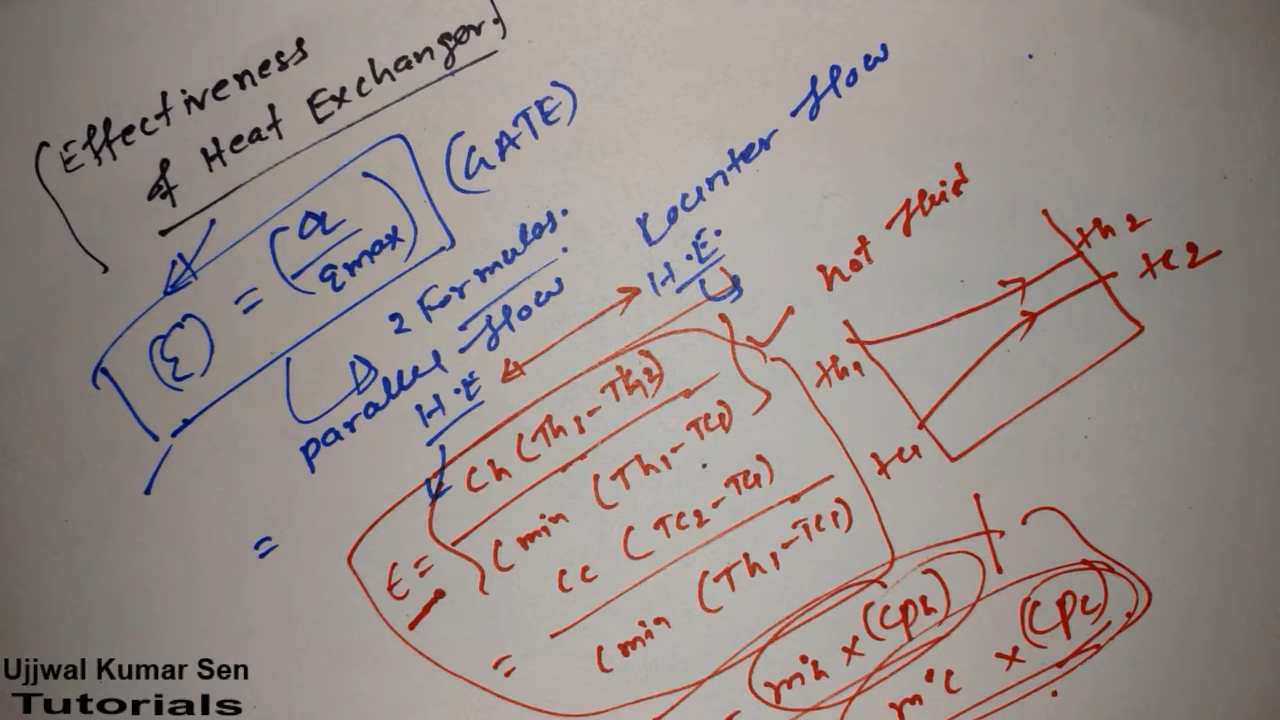 (Effectiveness
of Heat Exchanger)
(ε) = (Q / Qmax) (GATE)
2 Formulas.
parallel flow
H.E
Counter flow
H.E.
hot fluid
th2
tc2
th1
tc1
=
ε = Ch (Th1 - Th2)
Cmin (Th1 - Tc1)
= Cc (Tc2 - Tc1)
Cmin (Th1 - Tc1)
ṁh × (Cph)
ṁc × (Cpc)
Ujjwal Kumar Sen
Tutorials